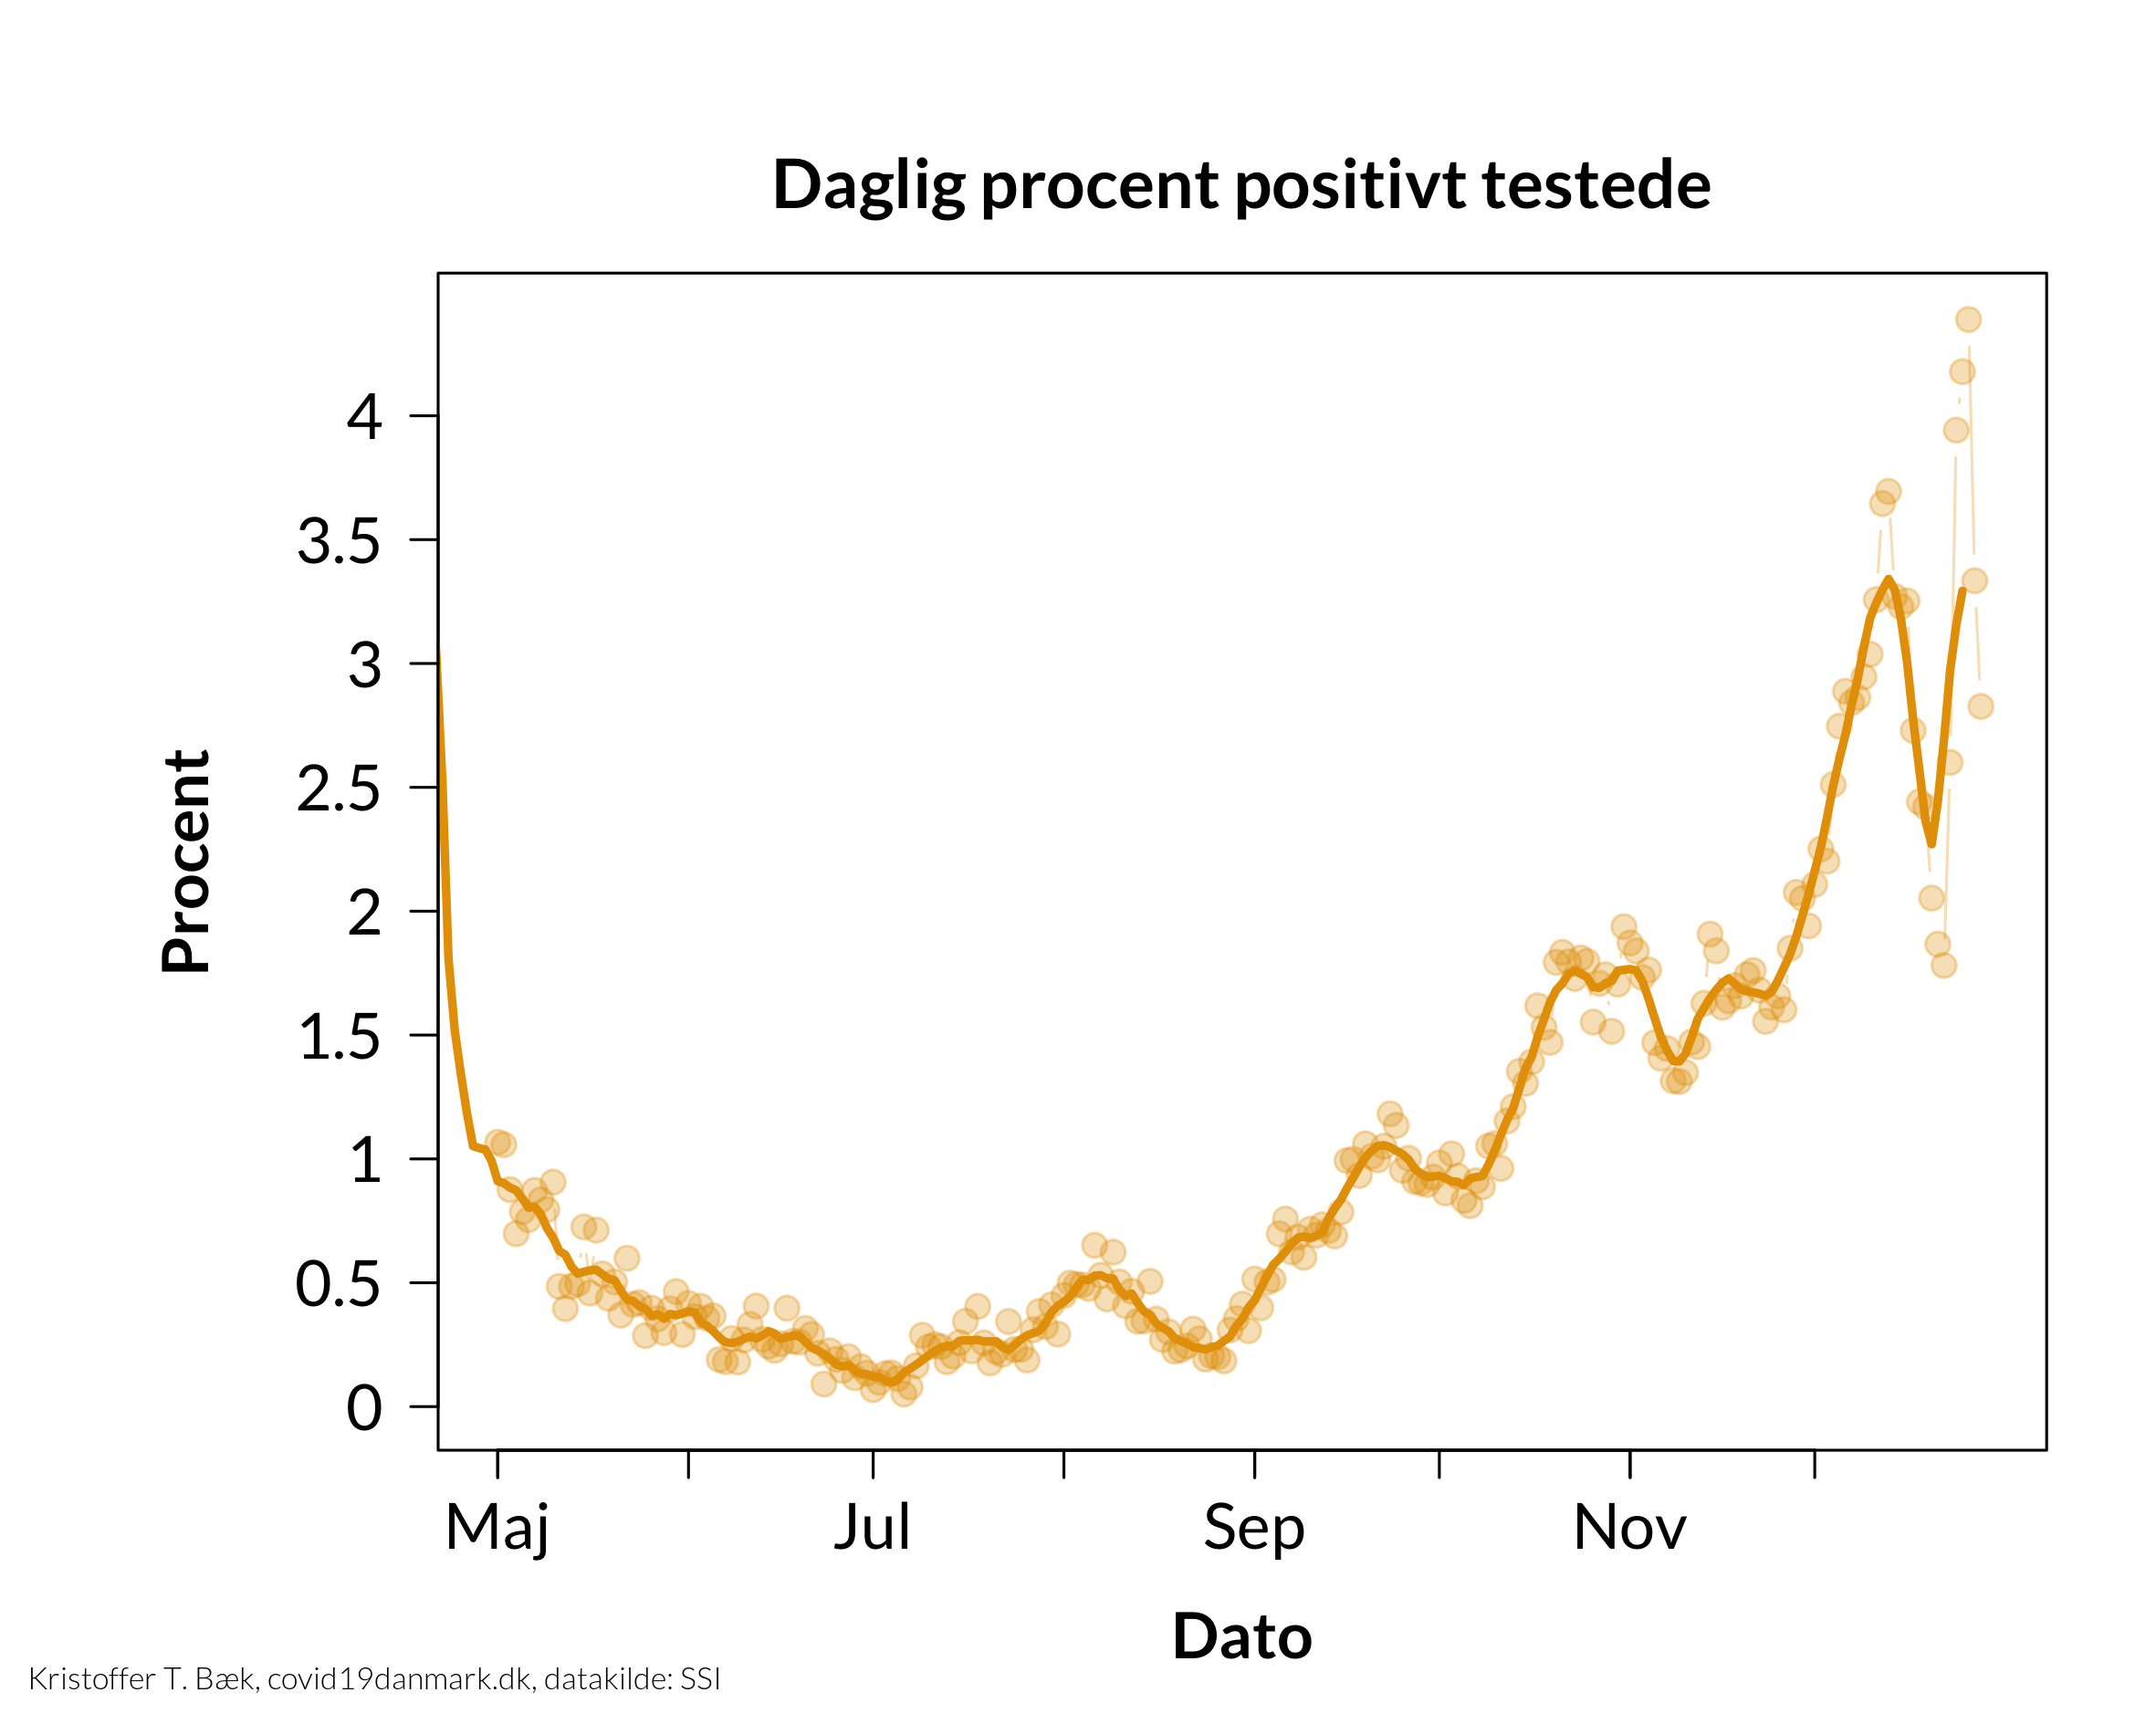 Daglig procent positivt testede
Procent
4
3.5
3
2.5
2
1.5
1
0.5
0
Maj Jul Sep Nov
Dato
Kristoffer T. Bæk, covid19danmark.dk, datakilde: SSI